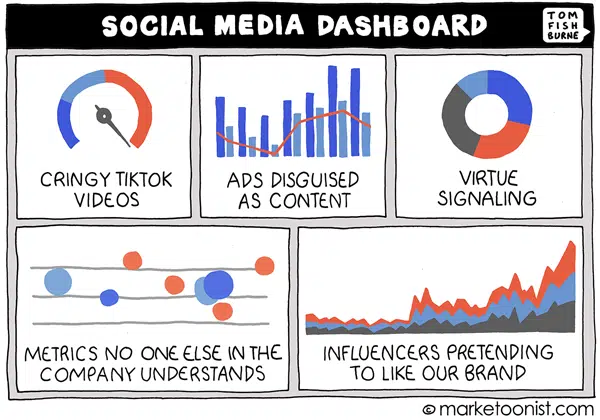 SOCIAL MEDIA DASHBOARD
TOM
FISH
BURNE
CRINGY TIKTOK
VIDEOS
ADS DISGUISED
AS CONTENT
VIRTUE
SIGNALING
METRICS NO ONE ELSE IN THE
COMPANY UNDERSTANDS
INFLUENCERS PRETENDING
TO LIKE OUR BRAND
© marketoonist.com